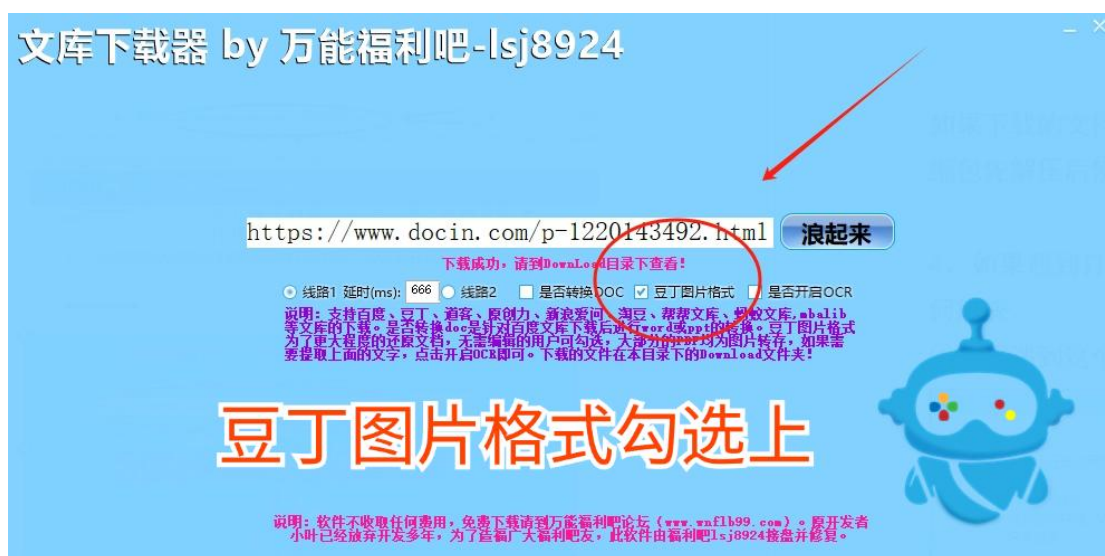 文库下载器 by 万能福利吧-lsj8924
https://www.docin.com/p-1220143492.html 浪起来
下载成功，请到DownLoad目录下查看！
线路1 延时(ms): 666 线路2 是否转换DOC 豆丁图片格式 是否开启OCR
说明：支持百度、豆丁、道客、原创力、新浪爱问、淘豆、帮帮文库、蚂蚁文库,mbalib
等文库的下载。是否转换doc是针对百度文库下载后进行word或ppt的转换。豆丁图片格式
为了更大程度的还原文档，无需编辑的用户可勾选，大部分的PDF均为图片转存，如果需
要提取上面的文字，点击开启OCR即可。下载的文件在本目录下的Download文件夹！
豆丁图片格式勾选上
说明：软件不收取任何费用，免费下载请到万能福利吧论坛（www.wnflb99.com）。原开发者
小叶已经放弃开发多年，为了造福广大福利吧友，此软件由福利吧lsj8924接盘并修复。